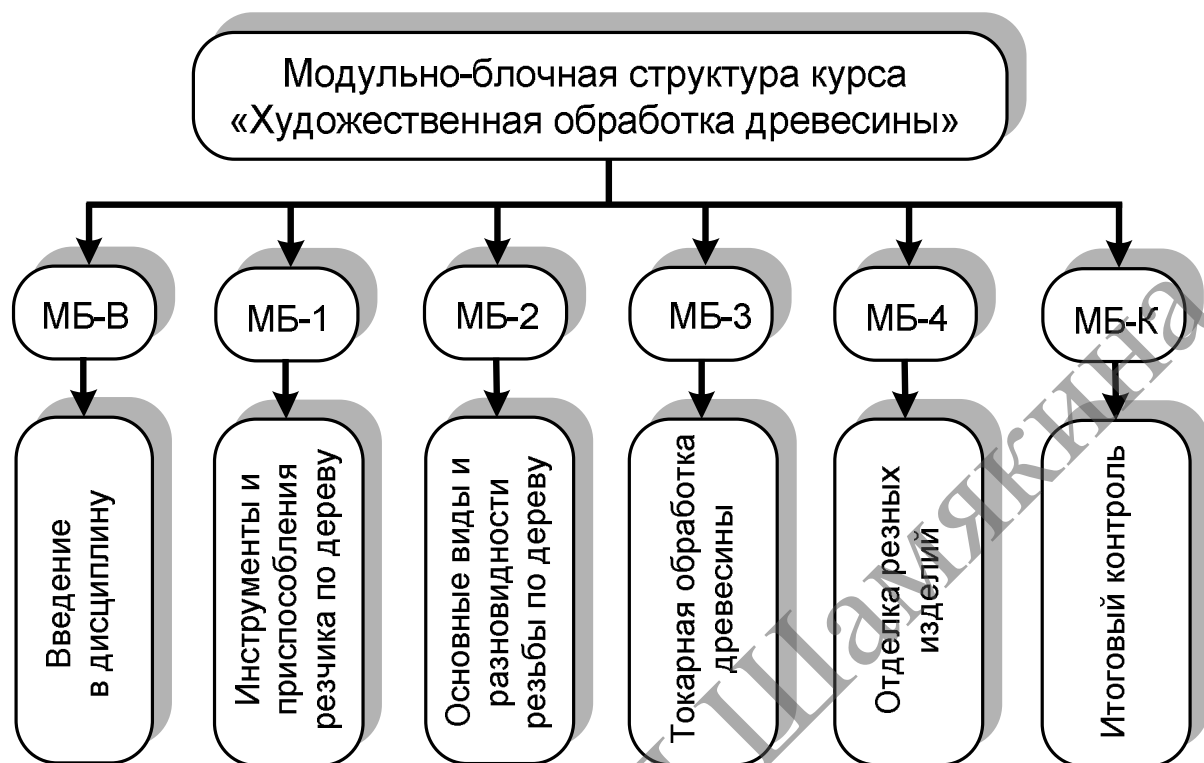 Модульно-блочная структура курса
«Художественная обработка древесины»
МБ-В
МБ-1
МБ-2
МБ-3
МБ-4
МБ-К
Введение
в дисциплину
Инструменты и
приспособления
резчика по дереву
Основные виды и
разновидности
резьбы по дереву
Токарная обработка
древесины
Отделка резных
изделий
Итоговый контроль
Шамякина